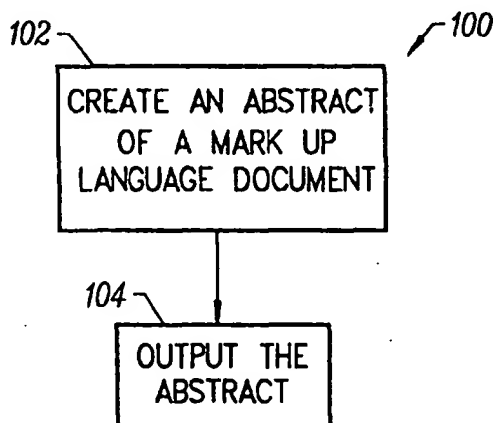 102
100
CREATE AN ABSTRACT
OF A MARK UP
LANGUAGE DOCUMENT
104
OUTPUT THE
ABSTRACT